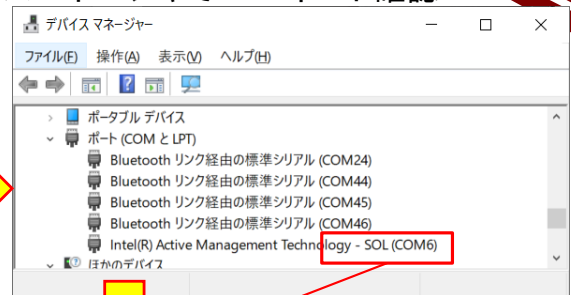 デバイス マネージャー
ファイル(F) 操作(A) 表示(V) ヘルプ(H)
ポータブル デバイス
ポート (COM と LPT)
Bluetooth リンク経由の標準シリアル (COM24)
Bluetooth リンク経由の標準シリアル (COM44)
Bluetooth リンク経由の標準シリアル (COM45)
Bluetooth リンク経由の標準シリアル (COM46)
Intel(R) Active Management Technology - SOL (COM6)
ほかのデバイス